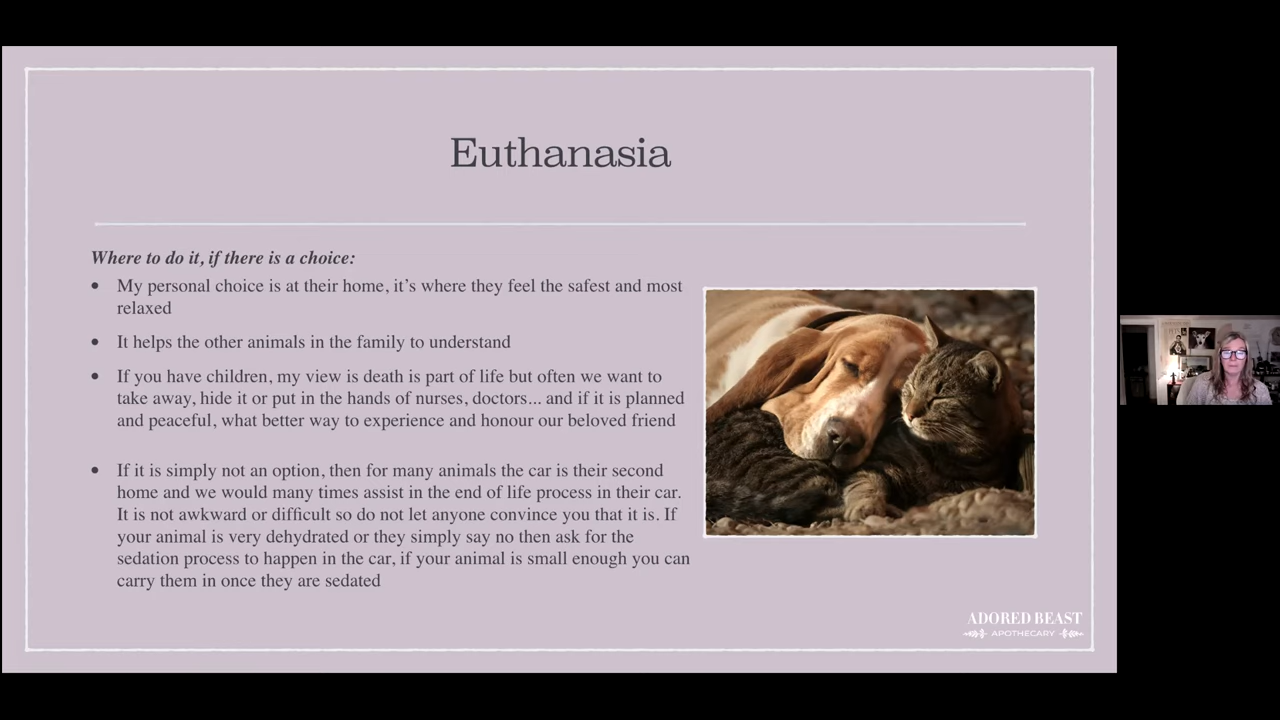 Euthanasia
Where to do it, if there is a choice:
• My personal choice is at their home, it’s where they feel the safest and most
relaxed
• It helps the other animals in the family to understand
• If you have children, my view is death is part of life but often we want to
take away, hide it or put in the hands of nurses, doctors... and if it is planned
and peaceful, what better way to experience and honour our beloved friend
• If it is simply not an option, then for many animals the car is their second
home and we would many times assist in the end of life process in their car.
It is not awkward or difficult so do not let anyone convince you that it is. If
your animal is very dehydrated or they simply say no then ask for the
sedation process to happen in the car, if your animal is small enough you can
carry them in once they are sedated
ADORED BEAST
APOTHECARY